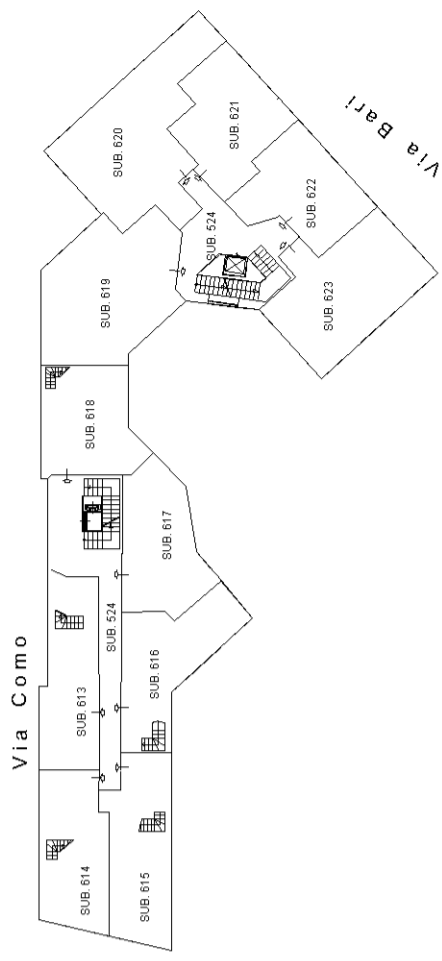 Via Bari
SUB. 620
SUB. 621
SUB. 622
SUB. 524
SUB. 623
SUB. 619
SUB. 618
SUB. 617
SUB. 524
SUB. 616
Via Como
SUB. 613
SUB. 614
SUB. 615